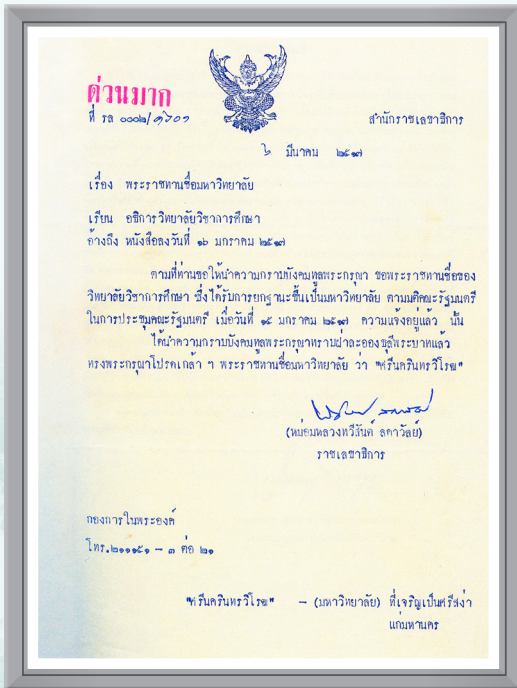 ด่วนมาก
ที่ รล ๐๐๐๒/
สำนักราชเลขาธิการ
๖ มีนาคม ๒๕๑๗
เรื่อง พระราชทานชื่อมหาวิทยาลัย
เรียน อธิการวิทยาลัยวิชาการศึกษา
อ้างถึง หนังสือลงวันที่ ๑๖ มกราคม ๒๕๑๗
ตามที่ท่านขอให้นำความกราบบังคมทูลพระกรุณา ขอพระราชทานชื่อของ
วิทยาลัยวิชาการศึกษา ซึ่งได้รับการยกฐานะขึ้นเป็นมหาวิทยาลัย ตามมติคณะรัฐมนตรี
ในการประชุมคณะรัฐมนตรี เมื่อวันที่ ๑๕ มกราคม ๒๕๑๗ ความแจ้งอยู่แล้ว นั้น
ได้นำความกราบบังคมทูลพระกรุณาทราบฝ่าละอองธุลีพระบาทแล้ว
ทรงพระกรุณาโปรดเกล้า ฯ พระราชทานชื่อมหาวิทยาลัย ว่า "ศรีนครินทรวิโรฒ"
(หม่อมหลวงทวีสันต์ ลดาวัลย์)
ราชเลขาธิการ
กองการในพระองค์
โทร.๒๑๑๑๕๑ – ๓ ต่อ ๒๑
"ศรีนครินทรวิโรฒ" – (มหาวิทยาลัย) ที่เจริญเป็นศรีสง่า
แก่มหานคร